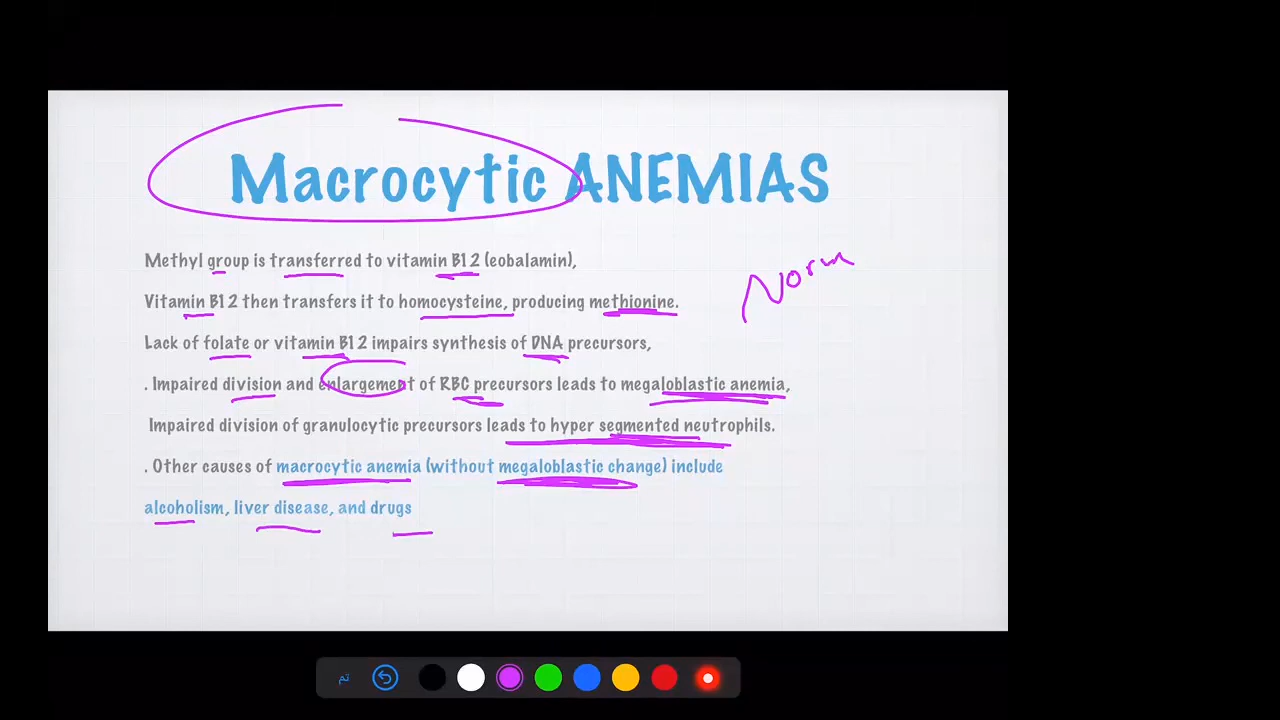 Macrocytic ANEMIAS
Methyl group is transferred to vitamin B12 (eobalamin),
Vitamin B12 then transfers it to homocysteine, producing methionine.
Norm
Lack of folate or vitamin B12 impairs synthesis of DNA precursors,
. Impaired division and enlargement of RBC precursors leads to megaloblastic anemia,
Impaired division of granulocytic precursors leads to hyper segmented neutrophils.
. Other causes of macrocytic anemia (without megaloblastic change) include
alcoholism, liver disease, and drugs
تم